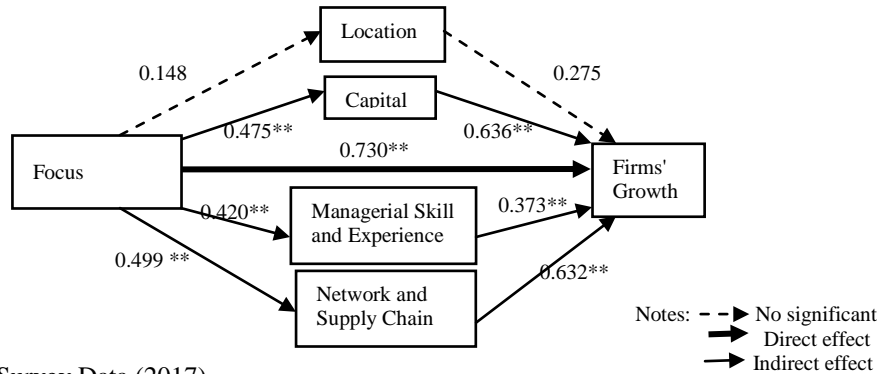 Location
0.148
0.275
Capital
0.475**
0.636**
0.730**
Focus
Firms'
Growth
0.420**
Managerial Skill
and Experience
0.373**
0.499 **
0.632**
Network and
Supply Chain
Notes: No significant
Direct effect
Indirect effect
Survey Data (2017)